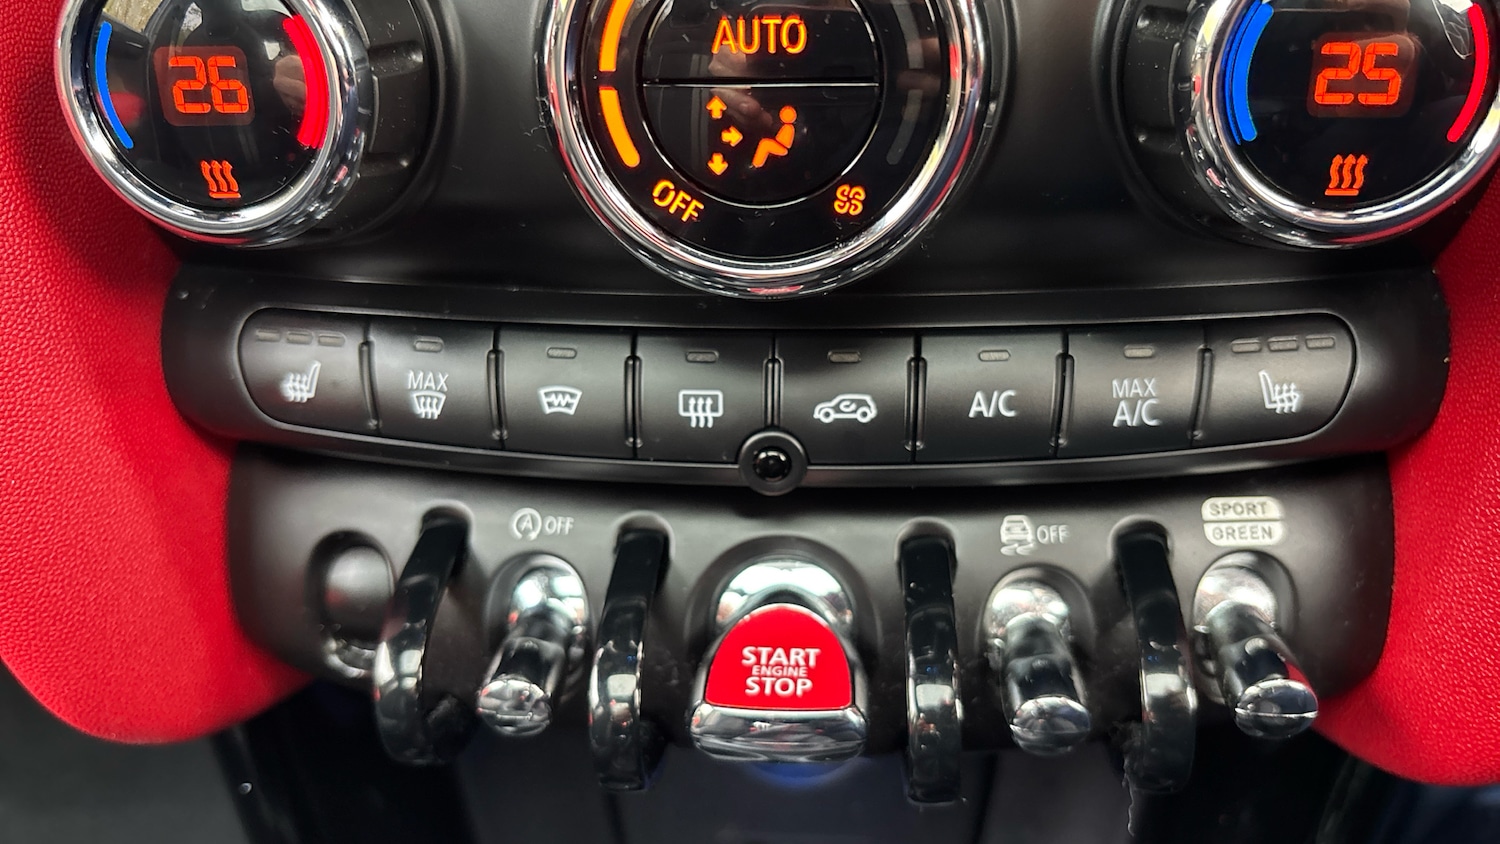 26
AUTO
25
OFF
MAX
A/C
MAX
A/C
A OFF
OFF
SPORT
GREEN
START
ENGINE
STOP